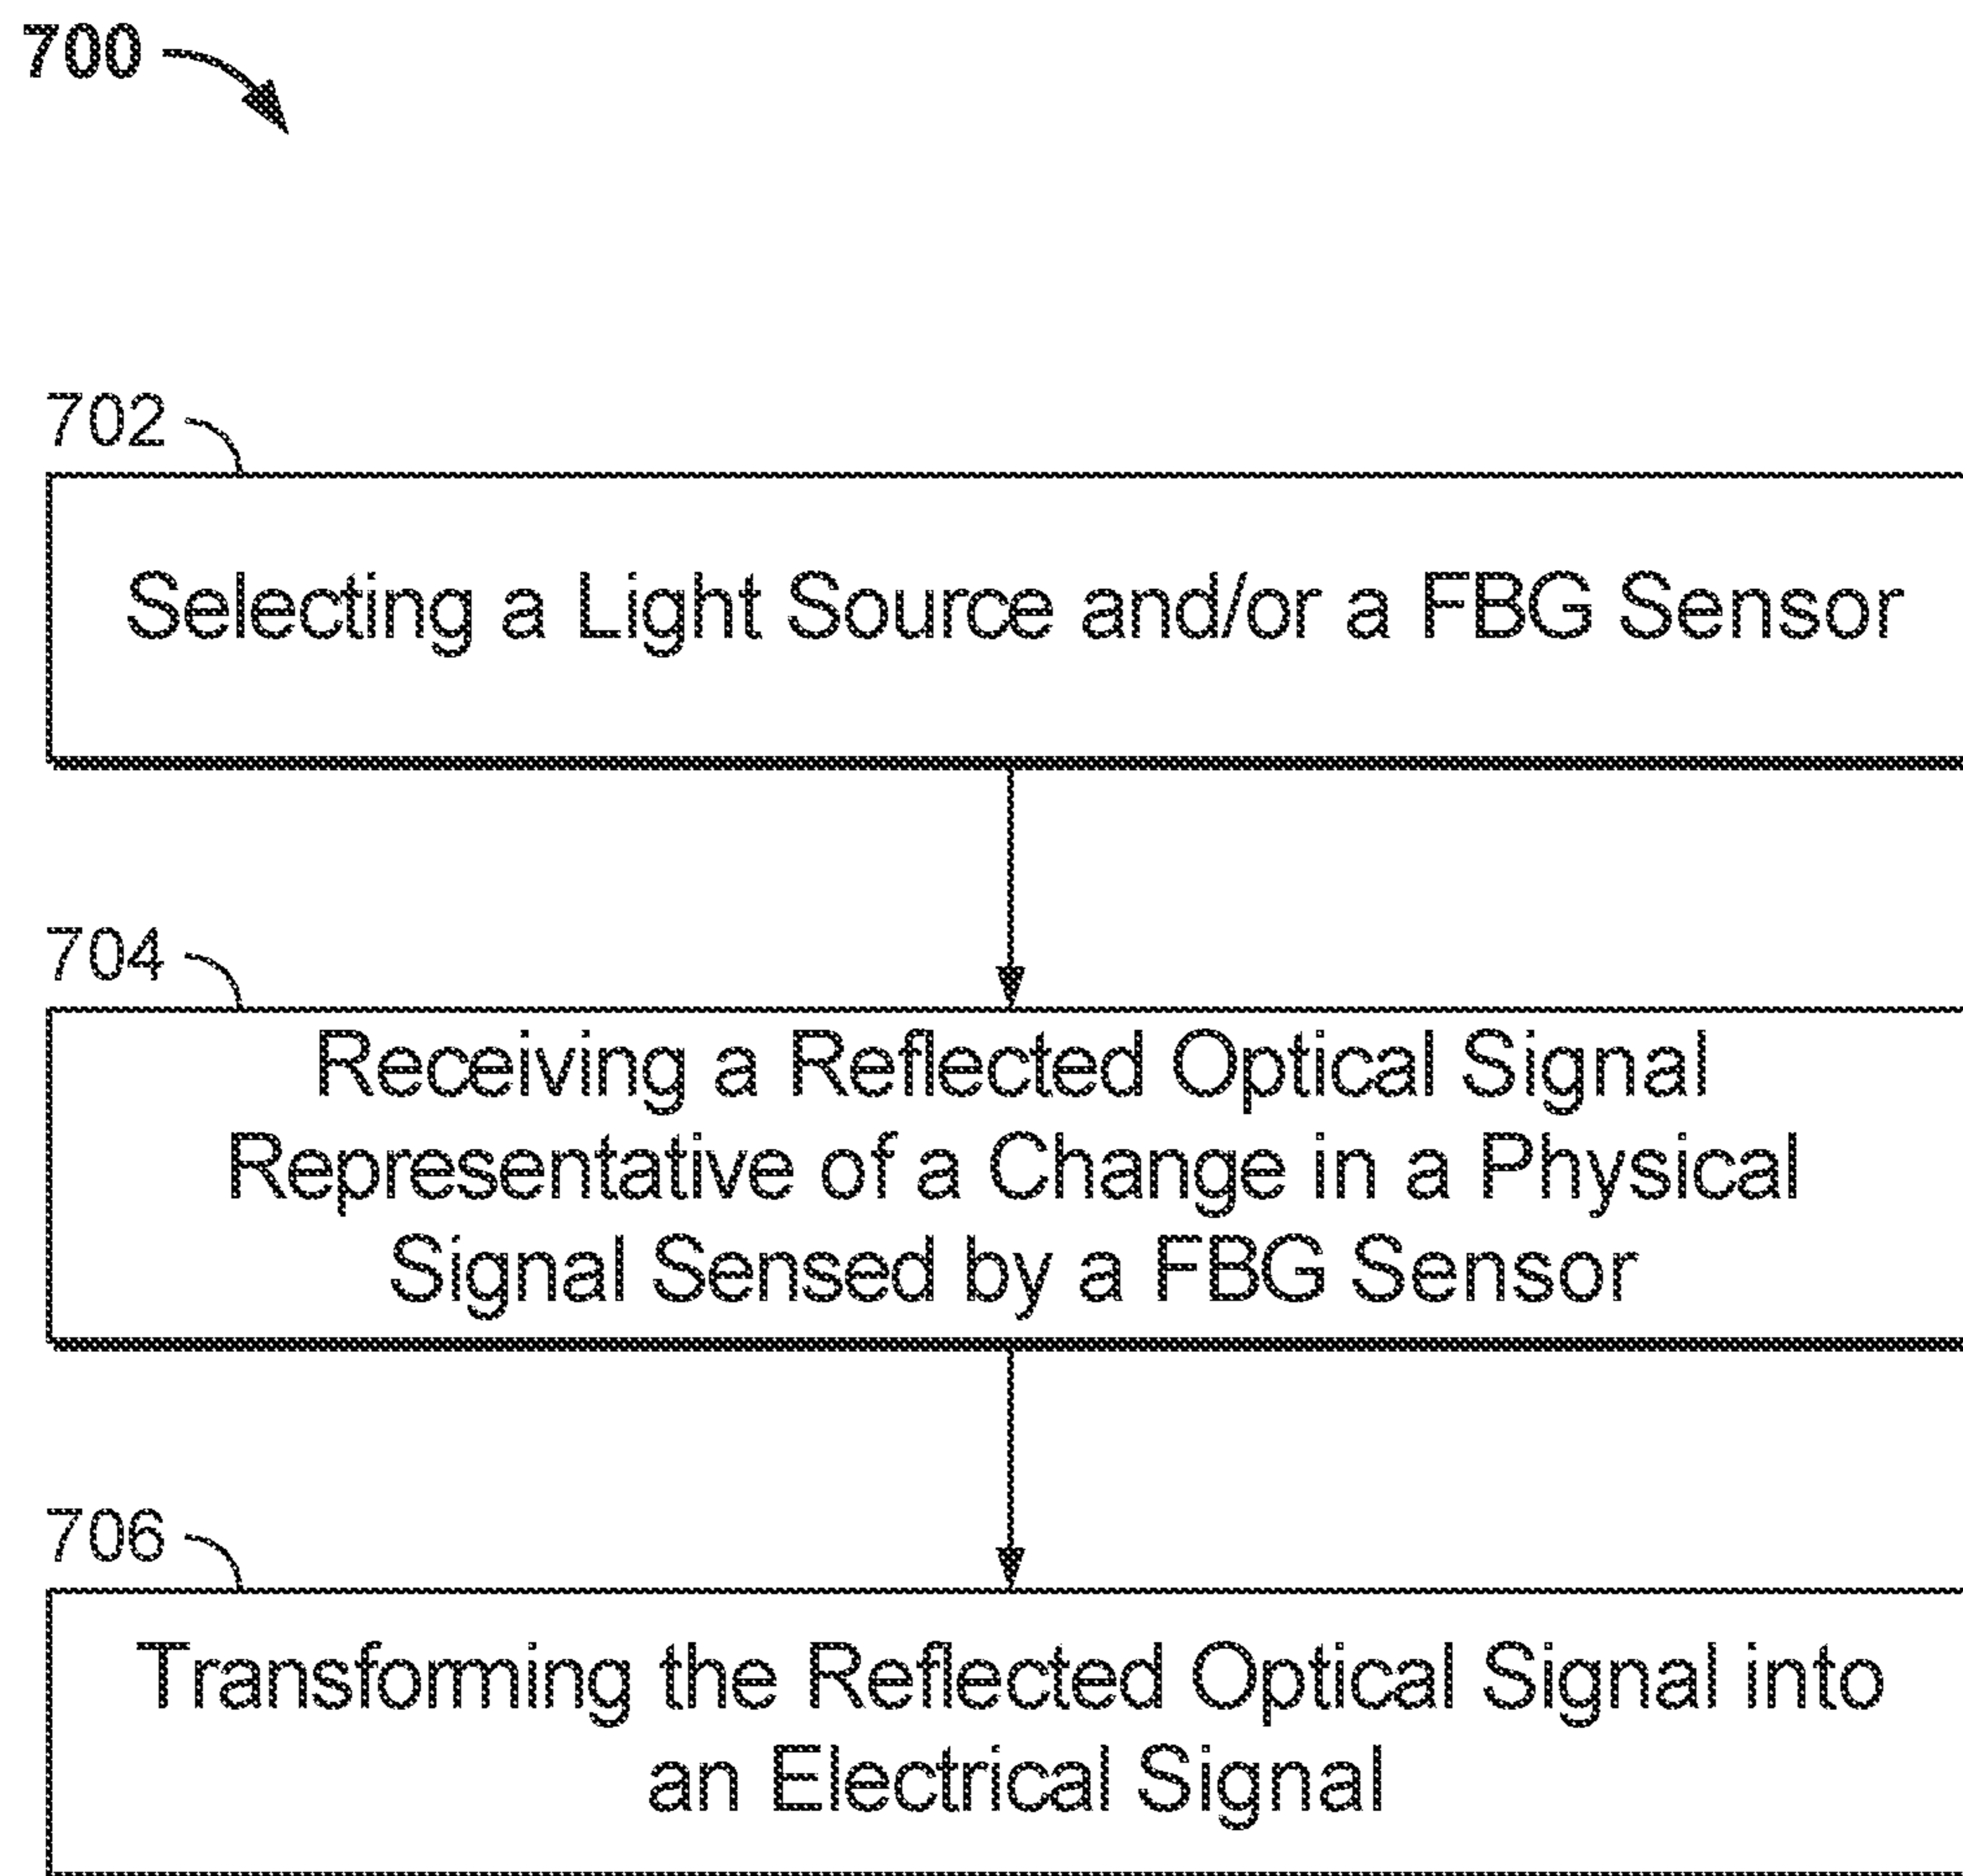 700
702
Selecting a Light Source and/or a FBG Sensor
704
Receiving a Reflected Optical Signal
Representative of a Change in a Physical
Signal Sensed by a FBG Sensor
706
Transforming the Reflected Optical Signal into
an Electrical Signal